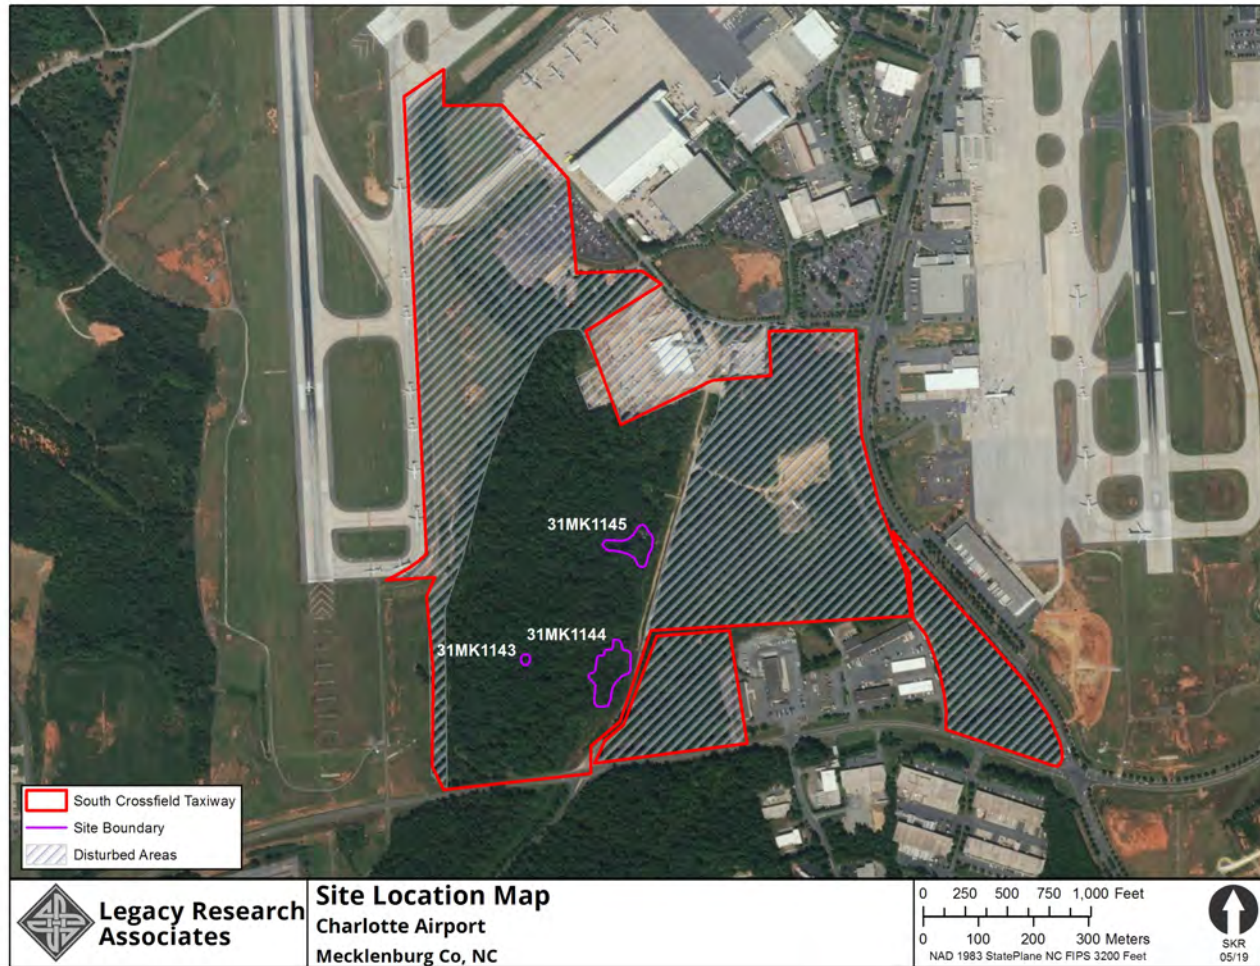 31MK1145
31MK1144
31MK1143
South Crossfield Taxiway
Site Boundary
Disturbed Areas
Legacy Research
Associates
Site Location Map
Charlotte Airport
Mecklenburg Co, NC
0 250 500 750 1,000 Feet
0 100 200 300 Meters
NAD 1983 StatePlane NC FIPS 3200 Feet
SKR
05/19